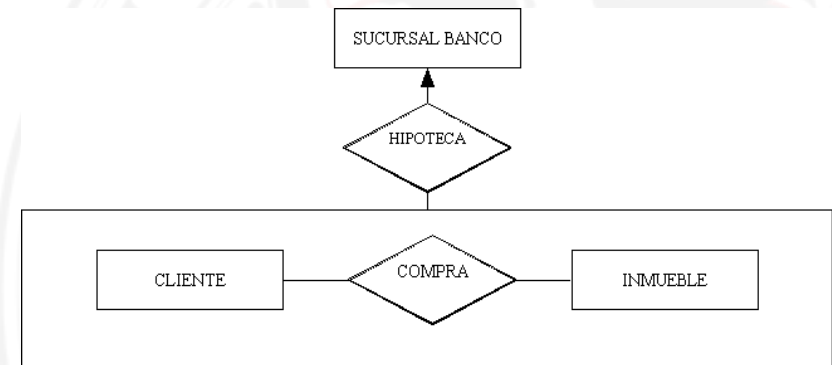 SUCURSAL BANCO
HIPOTECA
CLIENTE
COMPRA
INMUEBLE